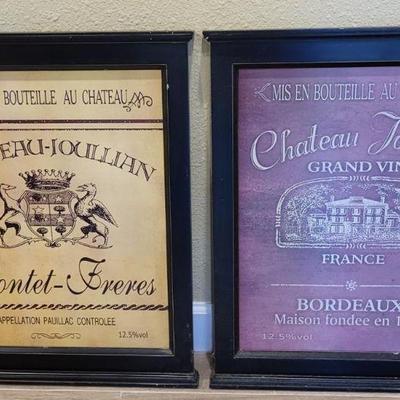 BOUTEILLE AU CHATEAU
EAU-JOULLIAN
ontet-Freres
APPELLATION PAUILLAC CONTROLEE
12.5%vol
MIS EN BOUTEILLE AU
Chateau
GRAND VIN
FRANCE
BORDEAUX
Maison fondee en 1
12.5%vol